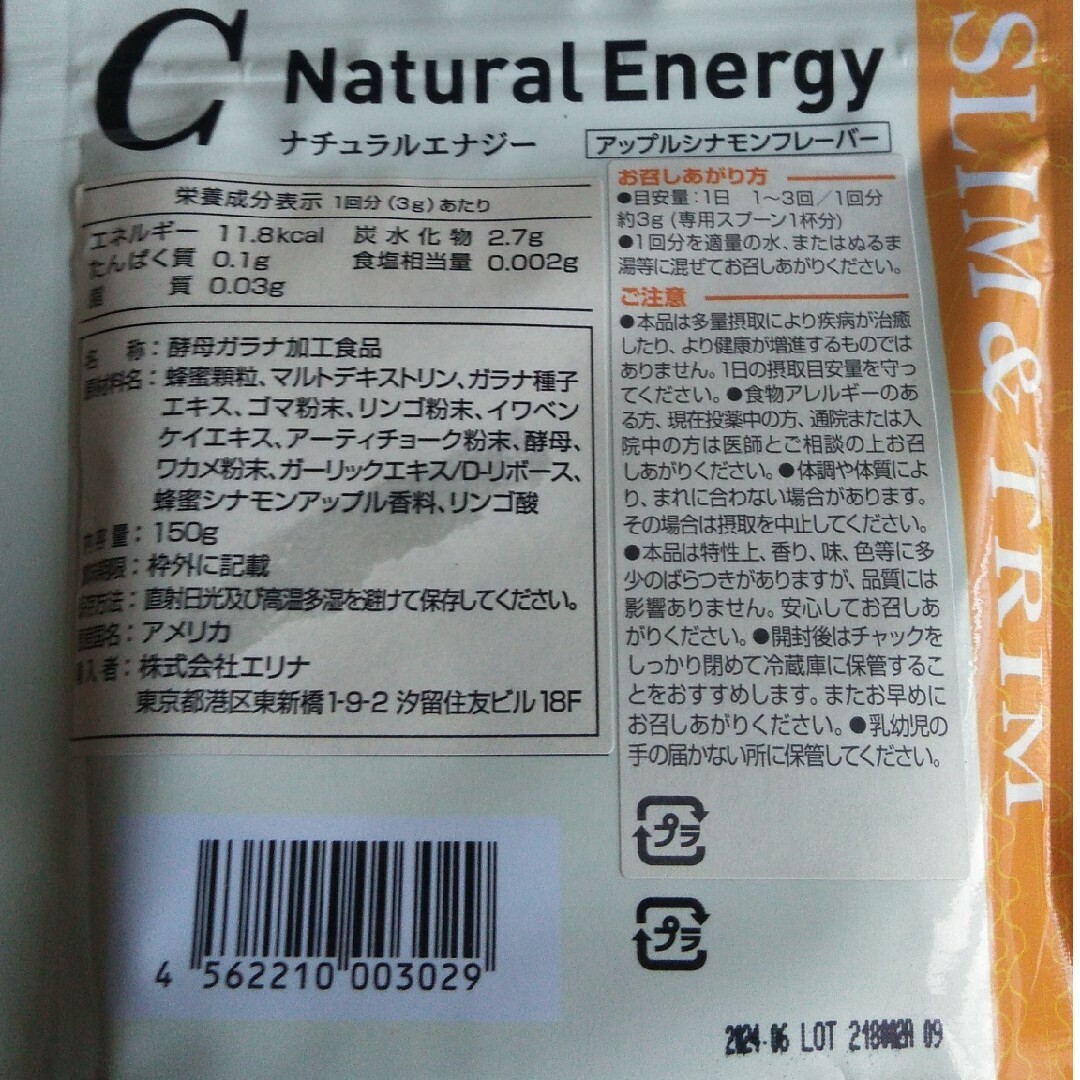 C Natural Energy
ナチュラルエナジー
アップルシナモンフレーバー
SLIM & TRIM
栄養成分表示 1回分(3g)あたり
エネルギー 11.8kcal 炭水化物 2.7g
たんぱく質 0.1g 食塩相当量 0.002g
脂 質 0.03g
名 称:酵母ガラナ加工食品
原材料名:蜂蜜顆粒、マルトデキストリン、ガラナ種子
エキス、ゴマ粉末、リンゴ粉末、イワベン
ケイエキス、アーティチョーク粉末、酵母、
ワカメ粉末、ガーリックエキス/D-リボース、
蜂蜜シナモンアップル香料、リンゴ酸
内容量:150g
賞味期限:枠外に記載
保存方法:直射日光及び高温多湿を避けて保存してください。
原産国名:アメリカ
輸入者:株式会社エリナ
東京都港区東新橋1-9-2 汐留住友ビル18F
お召しあがり方
●目安量:1日 1〜3回/1回分
約3g(専用スプーン1杯分)
●1回分を適量の水、またはぬるま
湯等に混ぜてお召しあがりください。
ご注意
●本品は多量摂取により疾病が治癒
したり、より健康が増進するものでは
ありません。1日の摂取目安量を守っ
てください。●食物アレルギーのあ
る方、現在投薬中の方、通院または入
院中の方は医師とご相談の上お召
しあがりください。●体調や体質によ
り、まれに合わない場合があります。
その場合は摂取を中止してください。
●本品は特性上、香り、味、色等に多
少のばらつきがありますが、品質には
影響ありません。安心してお召しあ
がりください。●開封後はチャックを
しっかり閉めて冷蔵庫に保管するこ
とをおすすめします。またお早めに
お召しあがりください。●乳幼児の
手の届かない所に保管してください。
プラ
プラ
4 562210 003029
2024.06 LOT 09